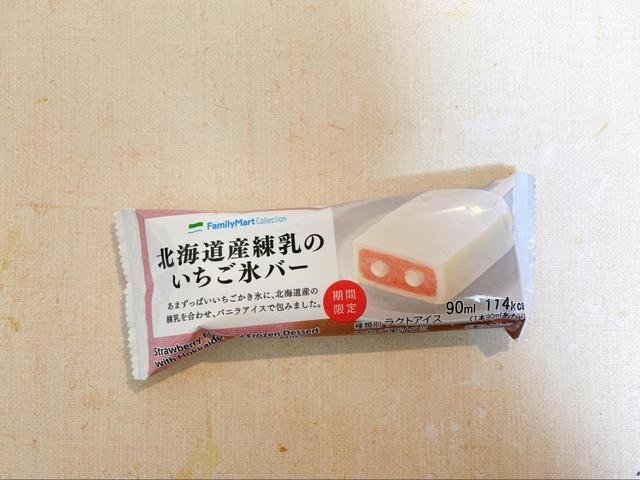 FamilyMart Collection
北海道産練乳の
いちご氷バー
あまずっぱいいちごかき氷に、北海道産の
練乳を合わせ、バニラアイスで包みました。
期間
限定
90ml 114kca
(1本90mlあたり
種類別 ラクトアイス
Strawberry Frozen Dessert
with Hokkaido